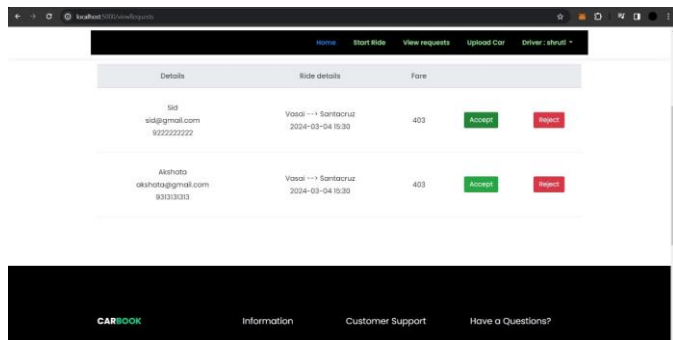 localhost:5000/viewRequests
Home Start Ride View requests Upload Car Driver : shruti
Details Ride details Fare
Sid
sid@gmail.com
9222222222
Vasai --> Santacruz
2024-03-04 15:30
403
Accept
Reject
Akshata
akshata@gmail.com
9313131313
Vasai --> Santacruz
2024-03-04 15:30
403
Accept
Reject
CARBOOK
Information
Customer Support
Have a Questions?